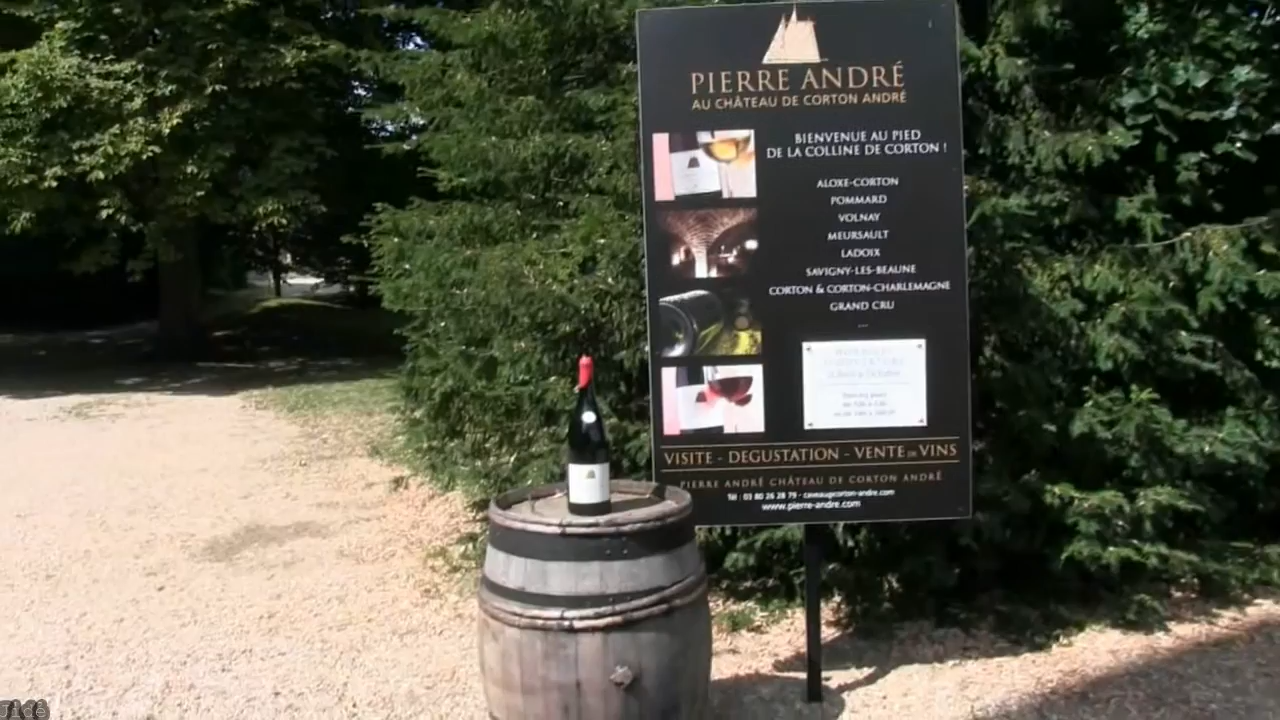 PIERRE ANDRÉ
AU CHÂTEAU DE CORTON ANDRÉ
BIENVENUE AU PIED
DE LA COLLINE DE CORTON !
ALOXE-CORTON
POMMARD
VOLNAY
MEURSAULT
LADOIX
SAVIGNY-LES-BEAUNE
CORTON & CORTON-CHARLEMAGNE
GRAND CRU
...
VISITE - DEGUSTATION - VENTE DE VINS
PIERRE ANDRÉ CHÂTEAU DE CORTON ANDRÉ
Tél : 03 80 26 28 79 - caveau@corton-andre.com
www.pierre-andre.com